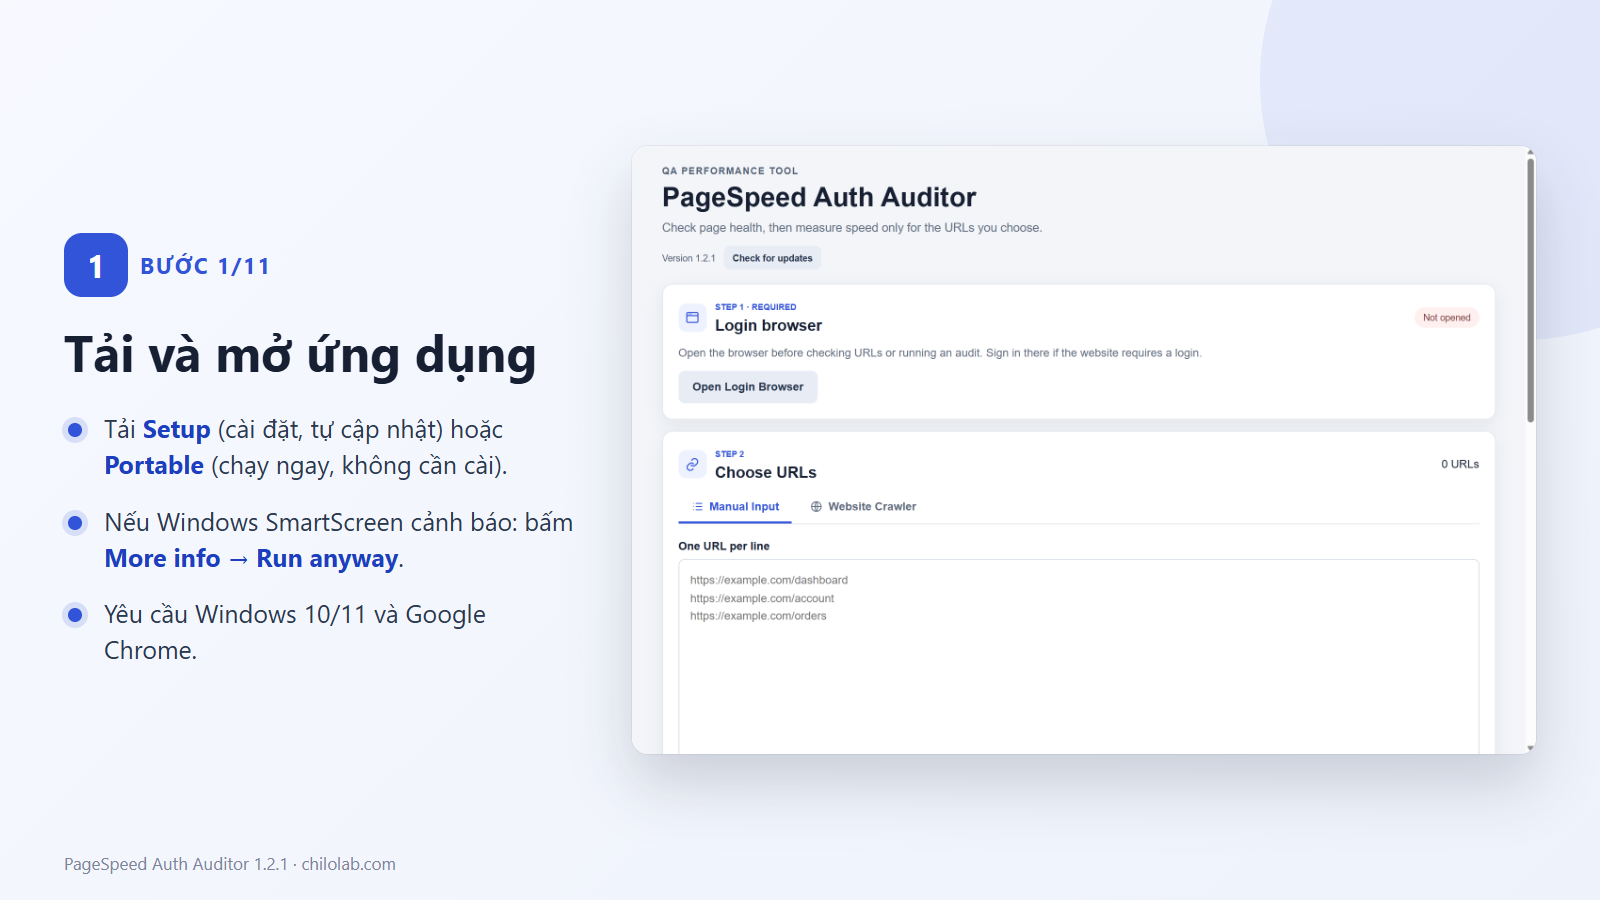 1
BƯỚC 1/11
Tải và mở ứng dụng
Tải Setup (cài đặt, tự cập nhật) hoặc
Portable (chạy ngay, không cần cài).
Nếu Windows SmartScreen cảnh báo: bấm
More info → Run anyway.
Yêu cầu Windows 10/11 và Google
Chrome.
PageSpeed Auth Auditor 1.2.1 · chilolab.com
QA PERFORMANCE TOOL
PageSpeed Auth Auditor
Check page health, then measure speed only for the URLs you choose.
Version 1.2.1 Check for updates
STEP 1 · REQUIRED
Login browser
Not opened
Open the browser before checking URLs or running an audit. Sign in there if the website requires a login.
Open Login Browser
STEP 2
Choose URLs
0 URLs
Manual Input Website Crawler
One URL per line
https://example.com/dashboard
https://example.com/account
https://example.com/orders